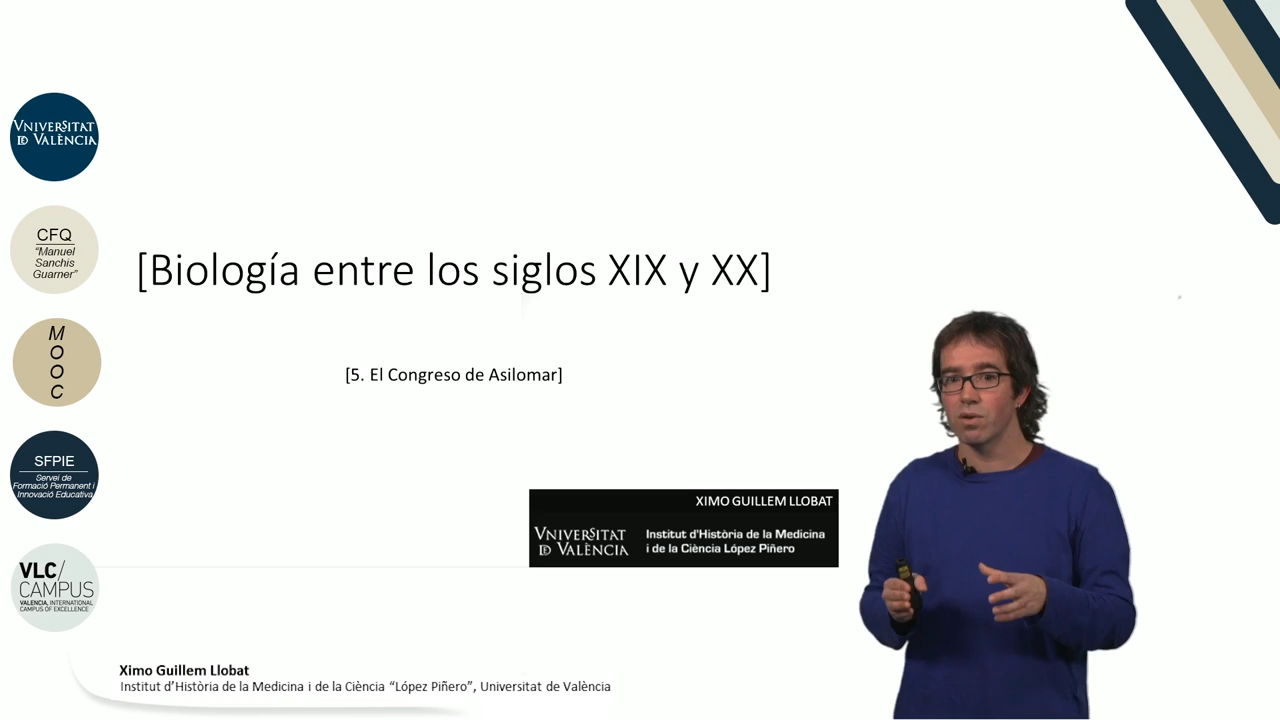 VNIVERSITAT
D VALÈNCIA
CFQ
"Manuel
Sanchis
Guarner"
M
O
O
C
SFPIE
Servei de
Formació Permanent i
Innovació Educativa
VLC/
CAMPUS
VALENCIA, INTERNATIONAL
CAMPUS OF EXCELLENCE
[Biología entre los siglos XIX y XX]
[5. El Congreso de Asilomar]
XIMO GUILLEM LLOBAT
VNIVERSITAT
D VALÈNCIA
Institut d'Història de la Medicina
i de la Ciència López Piñero
Ximo Guillem Llobat
Institut d'Història de la Medicina i de la Ciència “López Piñero”, Universitat de València